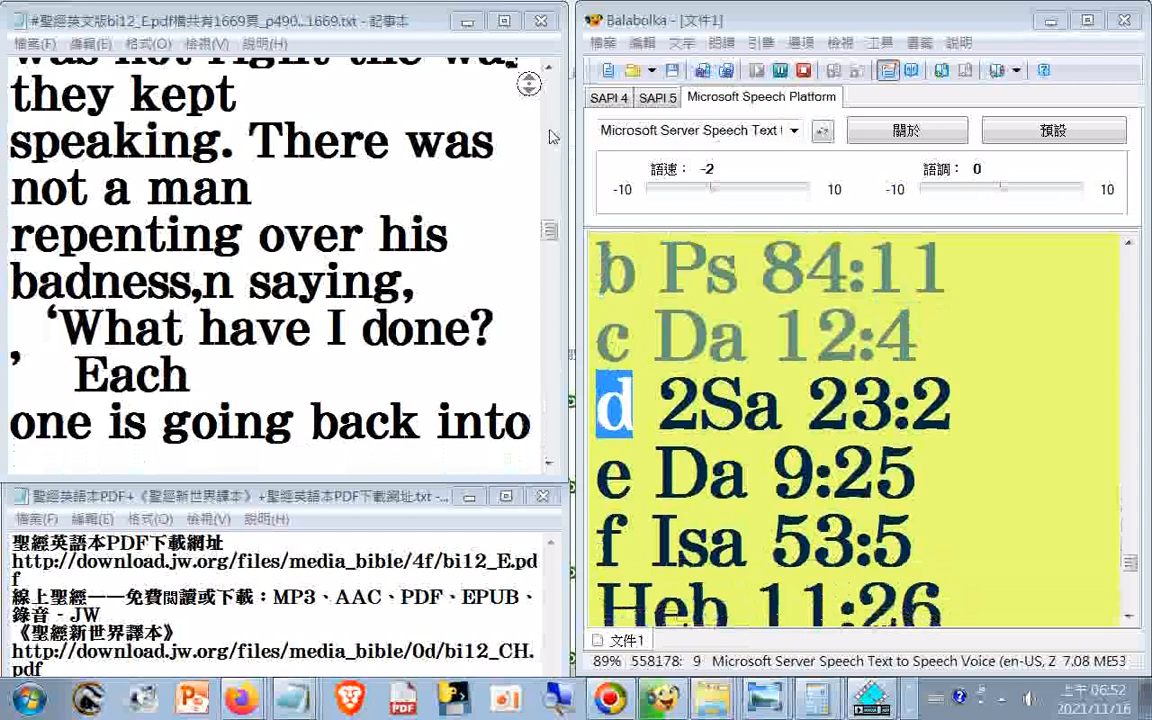 #聖經英文版bi12_E.pdf檔共有1669頁_p490...1669.txt - 記事本
檔案(F) 編輯(E) 格式(O) 檢視(V) 說明(H)
was not right the way
they kept
speaking. There was
not a man
repenting over his
badness,n saying,
‘What have I done?
’ Each
one is going back into
聖經英語本PDF+《聖經新世界譯本》+聖經英語本PDF下載網址.txt -...
檔案(F) 編輯(E) 格式(O) 檢視(V) 說明(H)
聖經英語本PDF下載網址
http://download.jw.org/files/media_bible/4f/bi12_E.pd
f
線上聖經——免費閱讀或下載：MP3、AAC、PDF、EPUB、
錄音 - JW
《聖經新世界譯本》
http://download.jw.org/files/media_bible/0d/bi12_CH.
pdf
Balabolka - [文件1]
檔案 編輯 文字 朗讀 引擎 選項 檢視 工具 書籤 說明
SAPI 4 SAPI 5 Microsoft Speech Platform
Microsoft Server Speech Text t 關於 預設
語速： -2 語調： 0
-10 10 -10 10
b Ps 84:11
c Da 12:4
d 2Sa 23:2
e Da 9:25
f Isa 53:5
Heb 11:26
文件1
89% 558178: 9 Microsoft Server Speech Text to Speech Voice (en-US, Z 7.08 ME53
上午 06:52
2021/11/16